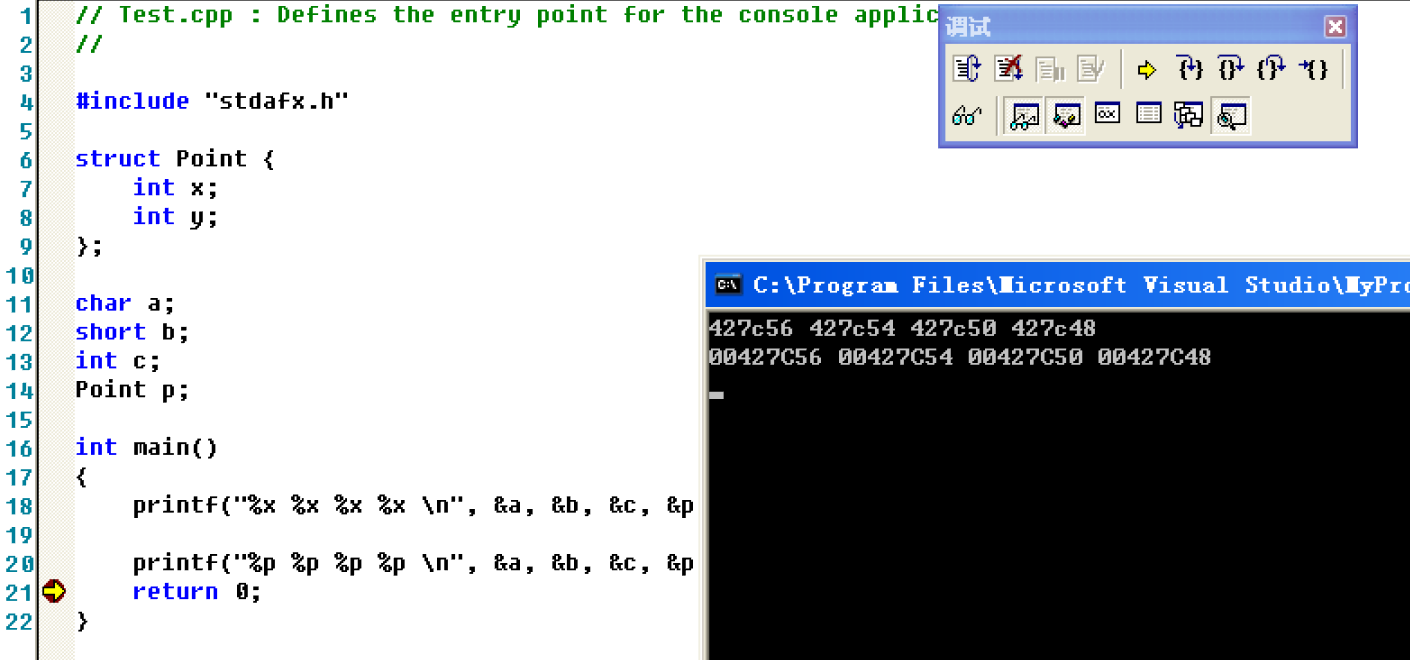 1 // Test.cpp : Defines the entry point for the console applic
2 //
3
4 #include "stdafx.h"
5
6 struct Point {
7 int x;
8 int y;
9 };
10
11 char a;
12 short b;
13 int c;
14 Point p;
15
16 int main()
17 {
18 printf("%x %x %x %x \n", &a, &b, &c, &p
19
20 printf("%p %p %p %p \n", &a, &b, &c, &p
21 return 0;
22 }
调试
C:\Program Files\Microsoft Visual Studio\MyPro
427c56 427c54 427c50 427c48
00427C56 00427C54 00427C50 00427C48